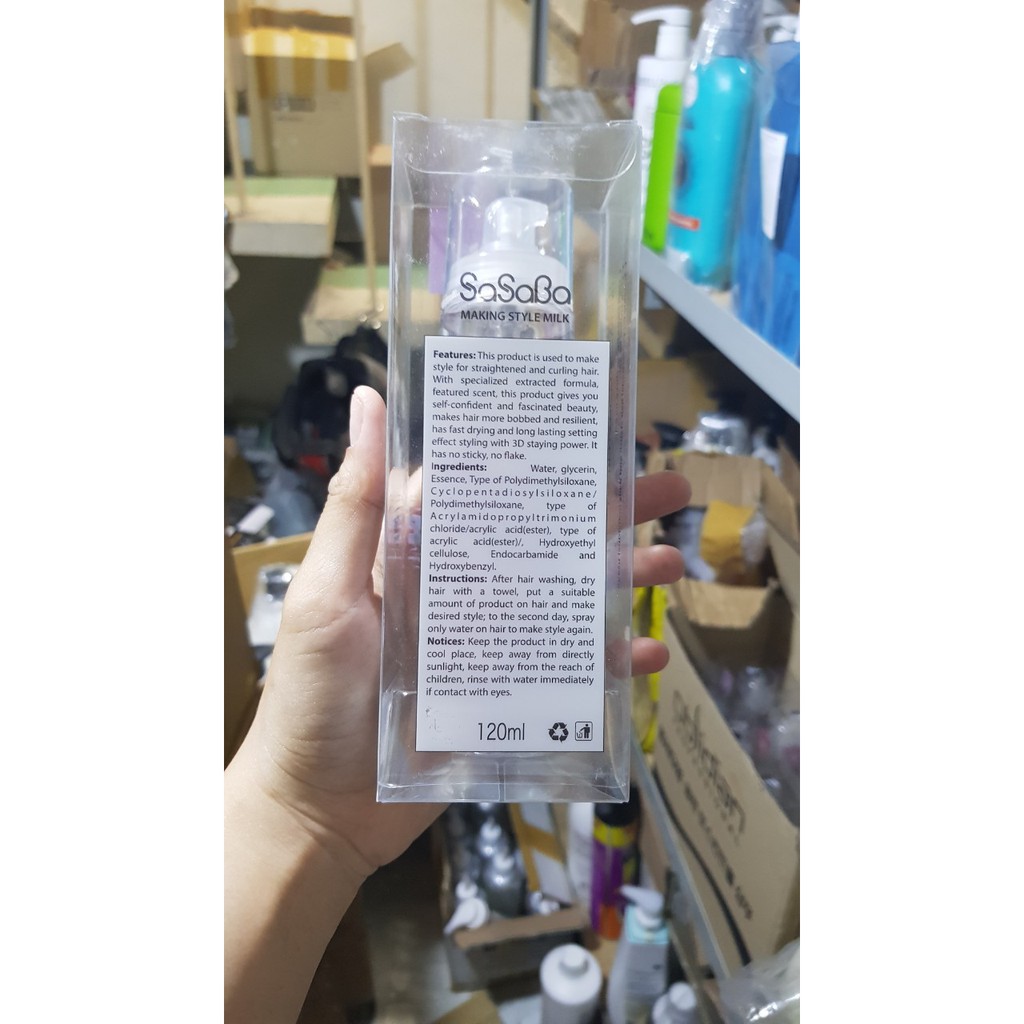 SaSaBa
MAKING STYLE MILK
Features: This product is used to make
style for straightened and curling hair.
With specialized extracted formula,
featured scent, this product gives you
self-confident and fascinated beauty,
makes hair more bobbed and resilient,
has fast drying and long lasting setting
effect styling with 3D staying power. It
has no sticky, no flake.
Ingredients: Water, glycerin,
Essence, Type of Polydimethylsiloxane,
Cyclopentadiosylsiloxane/
Polydimethylsiloxane, type of
Acrylamidopropyltrimonium
chloride/acrylic acid(ester), type of
acrylic acid(ester)/, Hydroxyethyl
cellulose, Endocarbamide and
Hydroxybenzyl.
Instructions: After hair washing, dry
hair with a towel, put a suitable
amount of product on hair and make
desired style; to the second day, spray
only water on hair to make style again.
Notices: Keep the product in dry and
cool place, keep away from directly
sunlight, keep away from the reach of
children, rinse with water immediately
if contact with eyes.
120ml